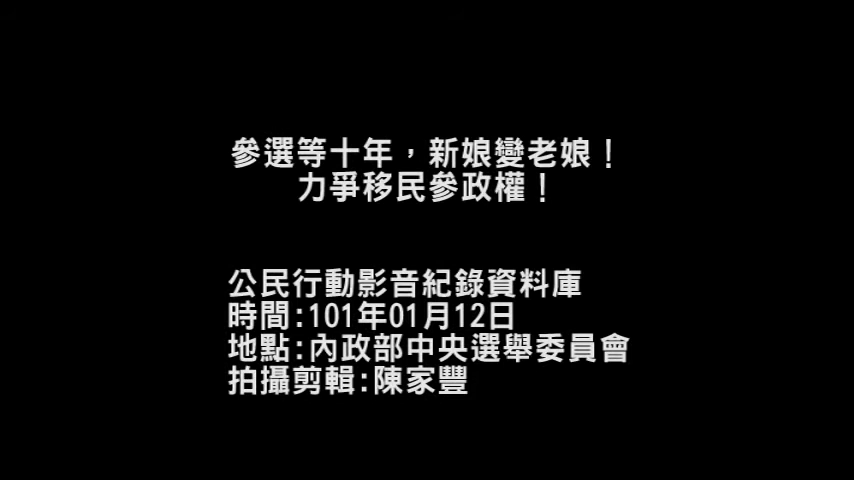 參選等十年，新娘變老娘！
力爭移民參政權！
公民行動影音紀錄資料庫
時間:101年01月12日
地點:內政部中央選舉委員會
拍攝剪輯:陳家豐